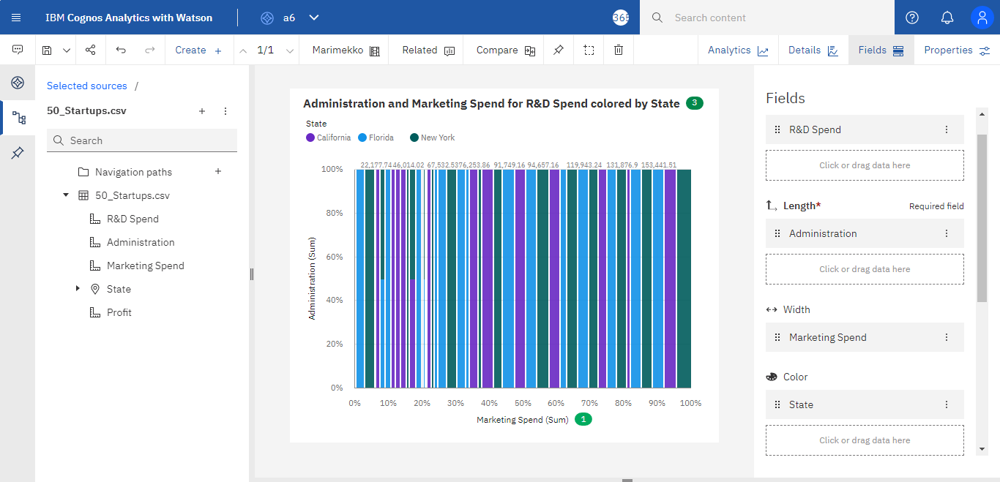 IBM Cognos Analytics with Watson
a6
365
Search content
Create +
1/1
Marimekko
Related
Compare
Analytics
Details
Fields
Properties
Selected sources /
50_Startups.csv
Search
Navigation paths
50_Startups.csv
R&D Spend
Administration
Marketing Spend
State
Profit
Administration and Marketing Spend for R&D Spend colored by State 3
State
California Florida New York
22,177.74 46,014.02 67,532.53 76,253.86 91,749.16 94,657.16 119,943.24 131,876.9 153,441.51
100%
80%
60%
40%
20%
0%
Administration (Sum)
0% 10% 20% 30% 40% 50% 60% 70% 80% 90% 100%
Marketing Spend (Sum) 1
Fields
R&D Spend
Click or drag data here
Length* Required field
Administration
Click or drag data here
Width
Marketing Spend
Color
State
Click or drag data here